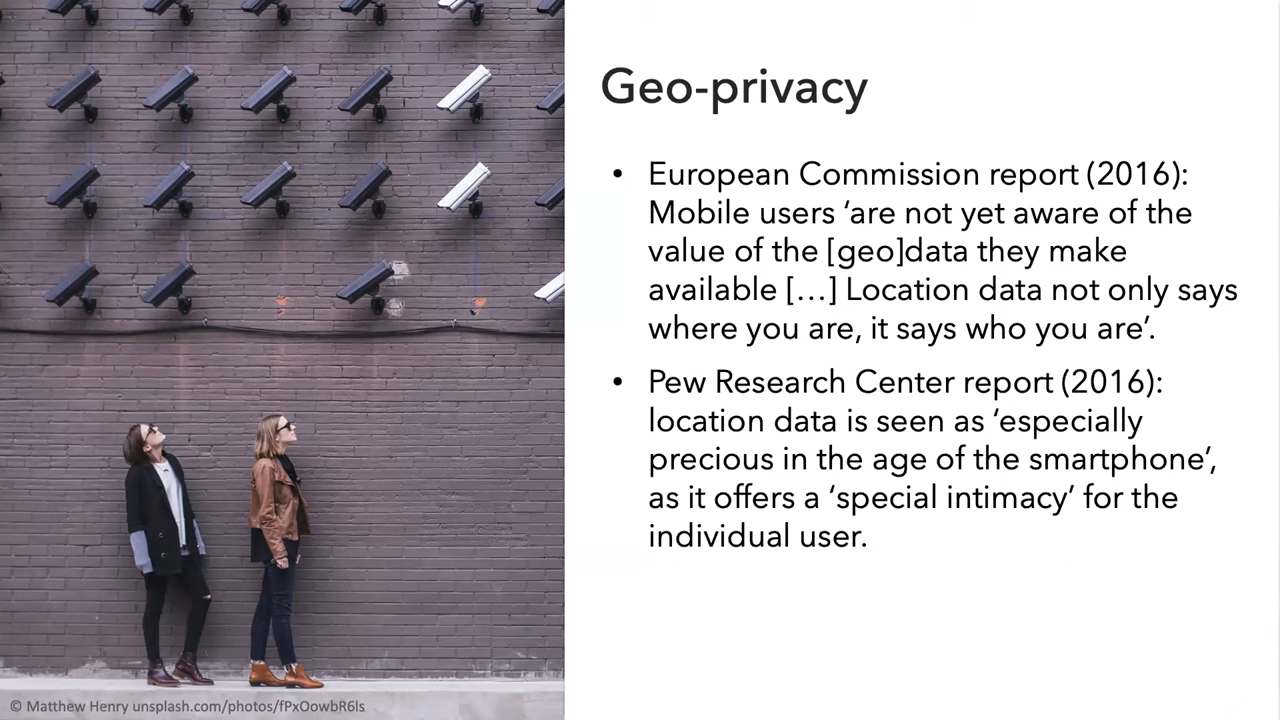 Geo-privacy
• European Commission report (2016):
Mobile users ‘are not yet aware of the
value of the [geo]data they make
available […] Location data not only says
where you are, it says who you are’.
• Pew Research Center report (2016):
location data is seen as ‘especially
precious in the age of the smartphone’,
as it offers a ‘special intimacy’ for the
individual user.
© Matthew Henry unsplash.com/photos/fPxOowbR6ls